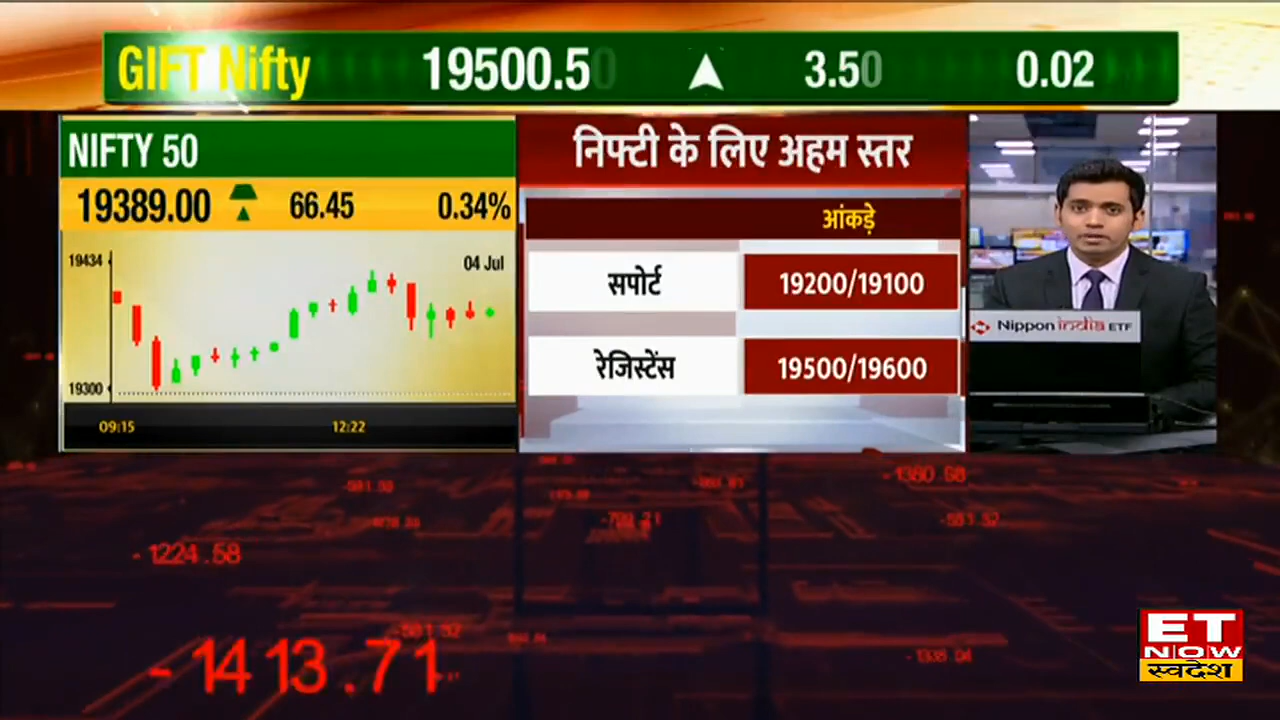 GIFT Nifty 19500.50 3.50 0.02
NIFTY 50
19389.00 66.45 0.34%
19434
04 Jul
19300
09:15 12:22
निफ्टी के लिए अहम स्तर
आंकड़े
सपोर्ट 19200/19100
रेजिस्टेंस 19500/19600
Nippon india ETF
-1380.68
-1224.58
-1413.71
ET
NOW
स्वदेश